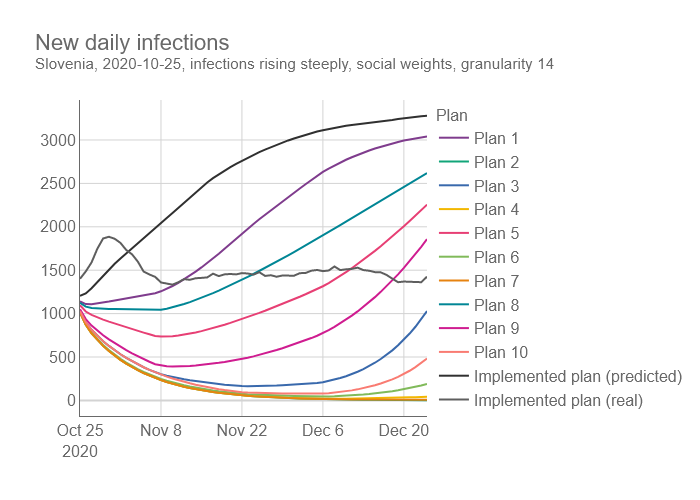 New daily infections
Slovenia, 2020-10-25, infections rising steeply, social weights, granularity 14
3000
2500
2000
1500
1000
500
0
Oct 25
2020
Nov 8
Nov 22
Dec 6
Dec 20
Plan
Plan 1
Plan 2
Plan 3
Plan 4
Plan 5
Plan 6
Plan 7
Plan 8
Plan 9
Plan 10
Implemented plan (predicted)
Implemented plan (real)